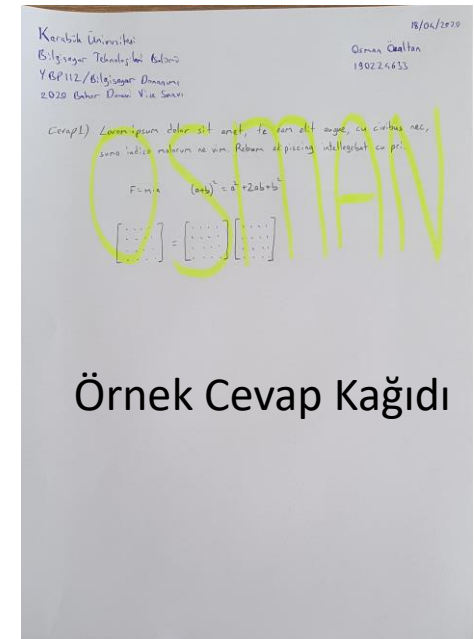 18/04/2020
Karabük Üniversitesi
Bilgisayar Teknolojileri Bölümü
YBP112/Bilgisayar Donanımı
2020 Bahar Dönemi Vize Sınavı
Osman Özaltan
190224633
Cevap1) Lorem ipsum dolor sit amet, te eam elit augue, cu civibus nec,
sumo indico malorum ne vim. Rebum adipiscing intellegebat cu pri.
OSMAN
F=m.a (a+b)²=a²+2ab+b²
=
Örnek Cevap Kağıdı